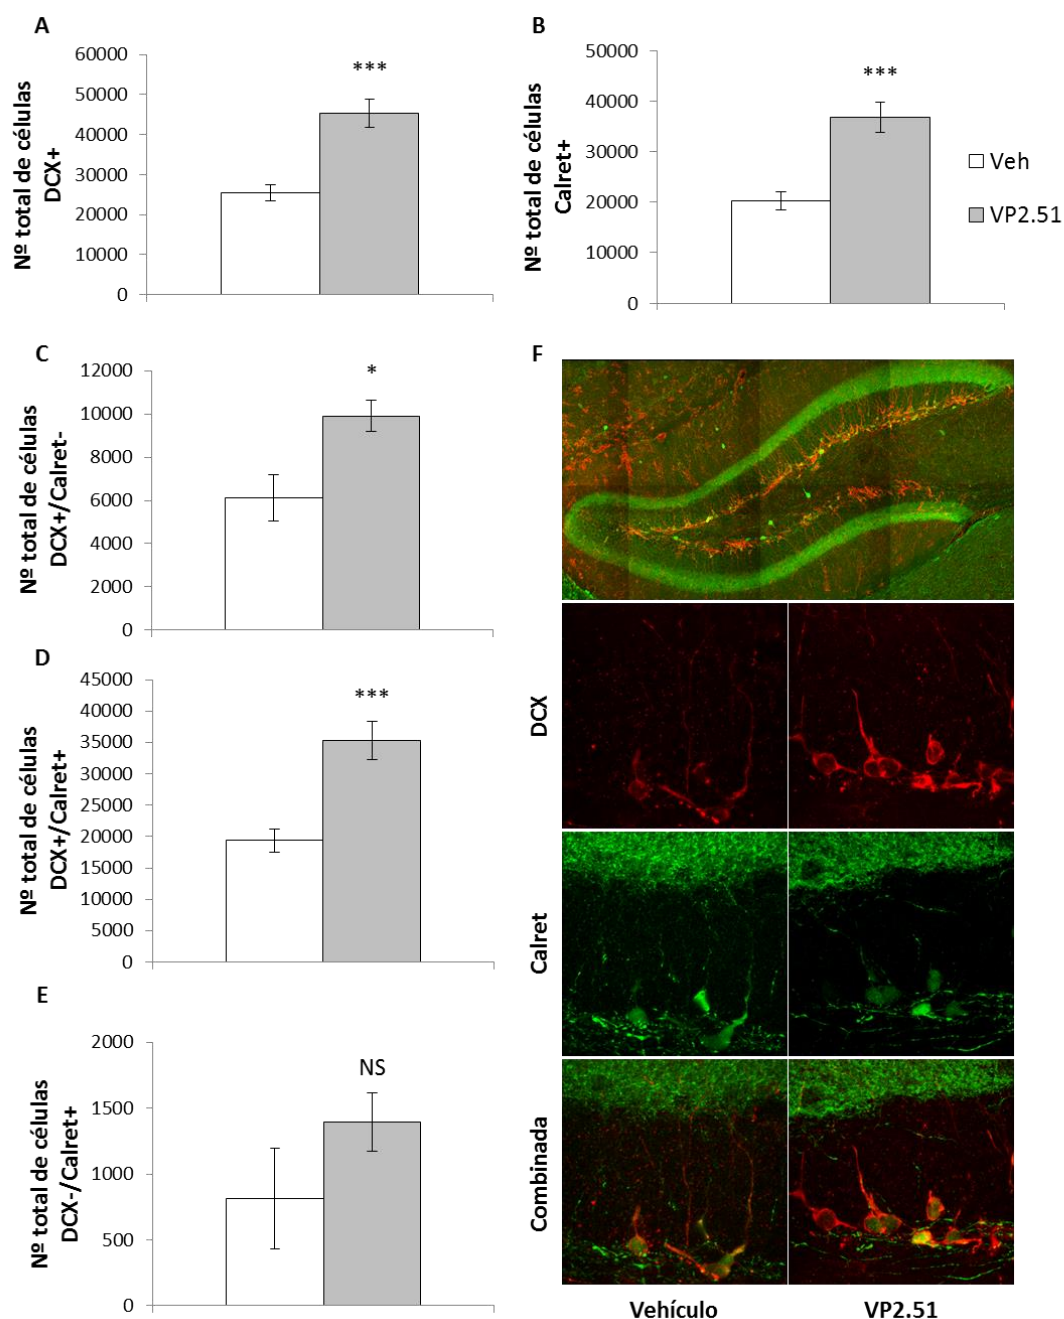 A
60000
50000
40000
30000
20000
10000
0
Nº total de células
DCX+
***
B
50000
40000
30000
20000
10000
0
Nº total de células
Calret+
***
Veh
VP2.51
C
12000
10000
8000
6000
4000
2000
0
Nº total de células
DCX+/Calret-
*
D
45000
40000
35000
30000
25000
20000
15000
10000
5000
0
Nº total de células
DCX+/Calret+
***
E
2000
1500
1000
500
0
Nº total de células
DCX-/Calret+
NS
F
DCX
Calret
Combinada
Vehículo
VP2.51